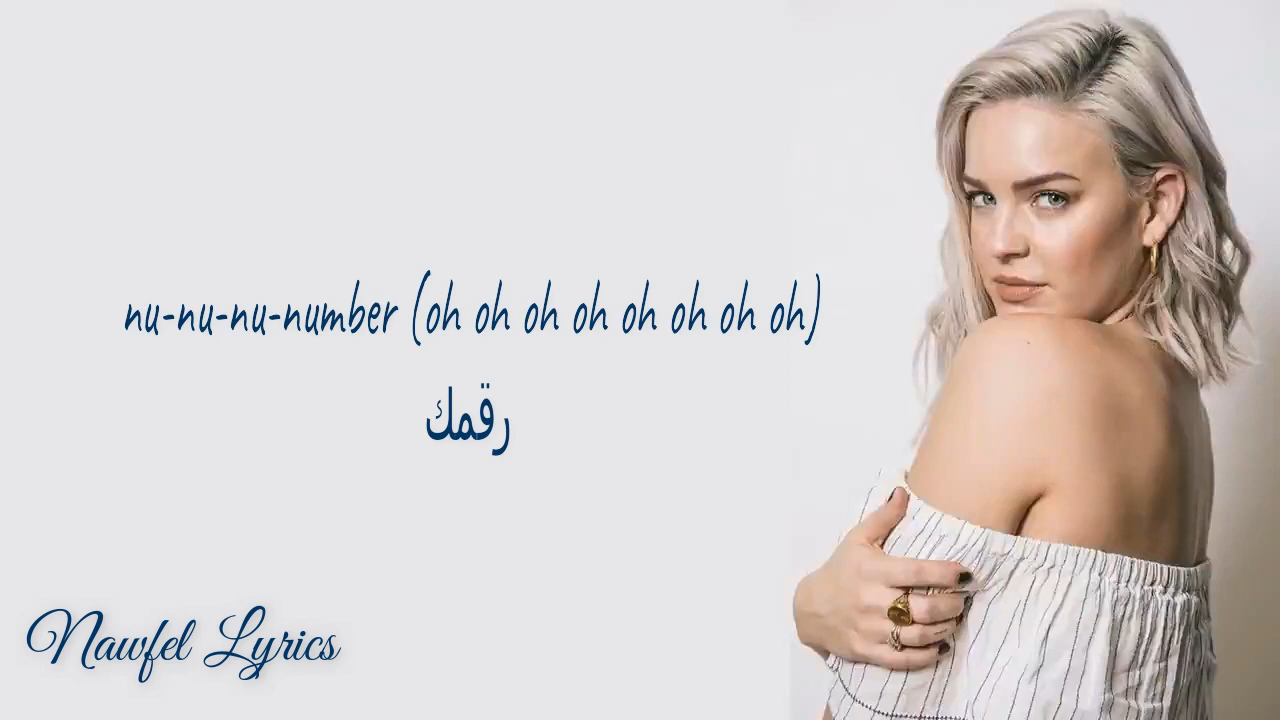 nu-nu-nu-number (oh oh oh oh oh oh oh oh)
رقمك
Nawfel Lyrics